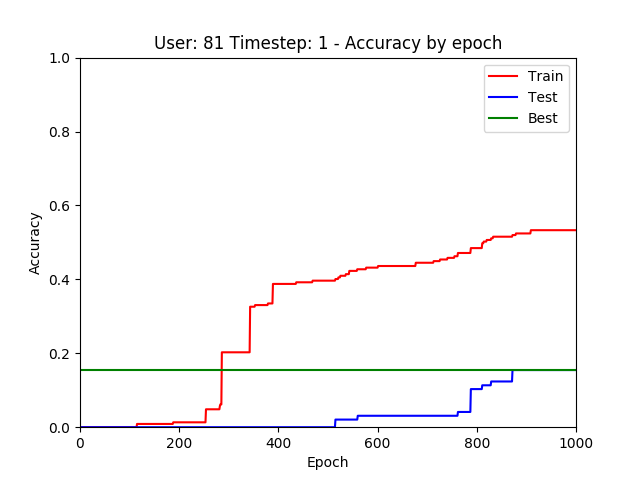 User: 81 Timestep: 1 - Accuracy by epoch
1.0
0.8
0.6
0.4
0.2
0.0
Accuracy
Train
Test
Best
0 200 400 600 800 1000
Epoch